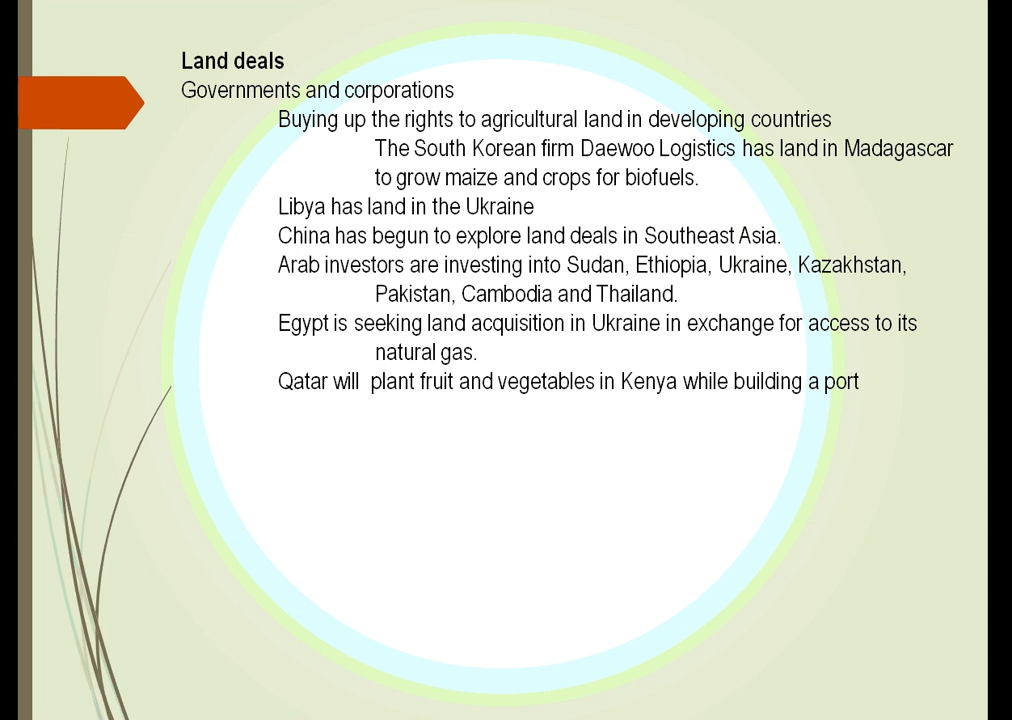 Land deals
Governments and corporations
Buying up the rights to agricultural land in developing countries
The South Korean firm Daewoo Logistics has land in Madagascar
to grow maize and crops for biofuels.
Libya has land in the Ukraine
China has begun to explore land deals in Southeast Asia.
Arab investors are investing into Sudan, Ethiopia, Ukraine, Kazakhstan,
Pakistan, Cambodia and Thailand.
Egypt is seeking land acquisition in Ukraine in exchange for access to its
natural gas.
Qatar will  plant fruit and vegetables in Kenya while building a port